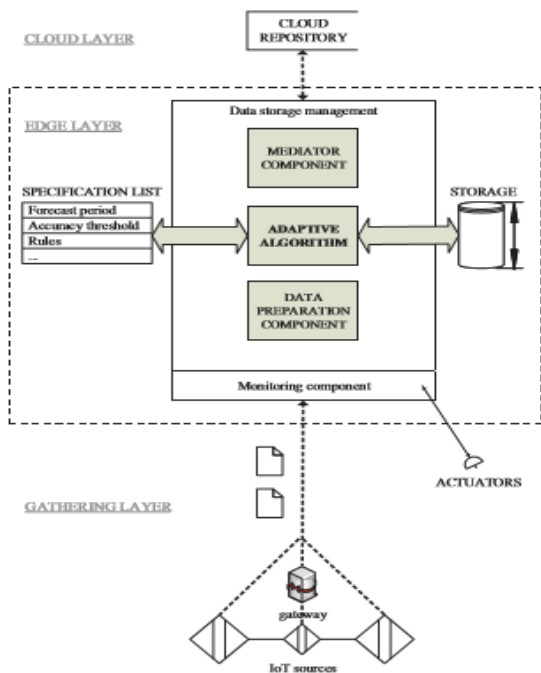 CLOUD LAYER
CLOUD
REPOSITORY
EDGE LAYER
Data storage management
MEDIATOR
COMPONENT
SPECIFICATION LIST
Forecast period
Accuracy threshold
Rules
...
ADAPTIVE
ALGORITHM
STORAGE
DATA
PREPARATION
COMPONENT
Monitoring component
ACTUATORS
GATHERING LAYER
gateway
IoT sources